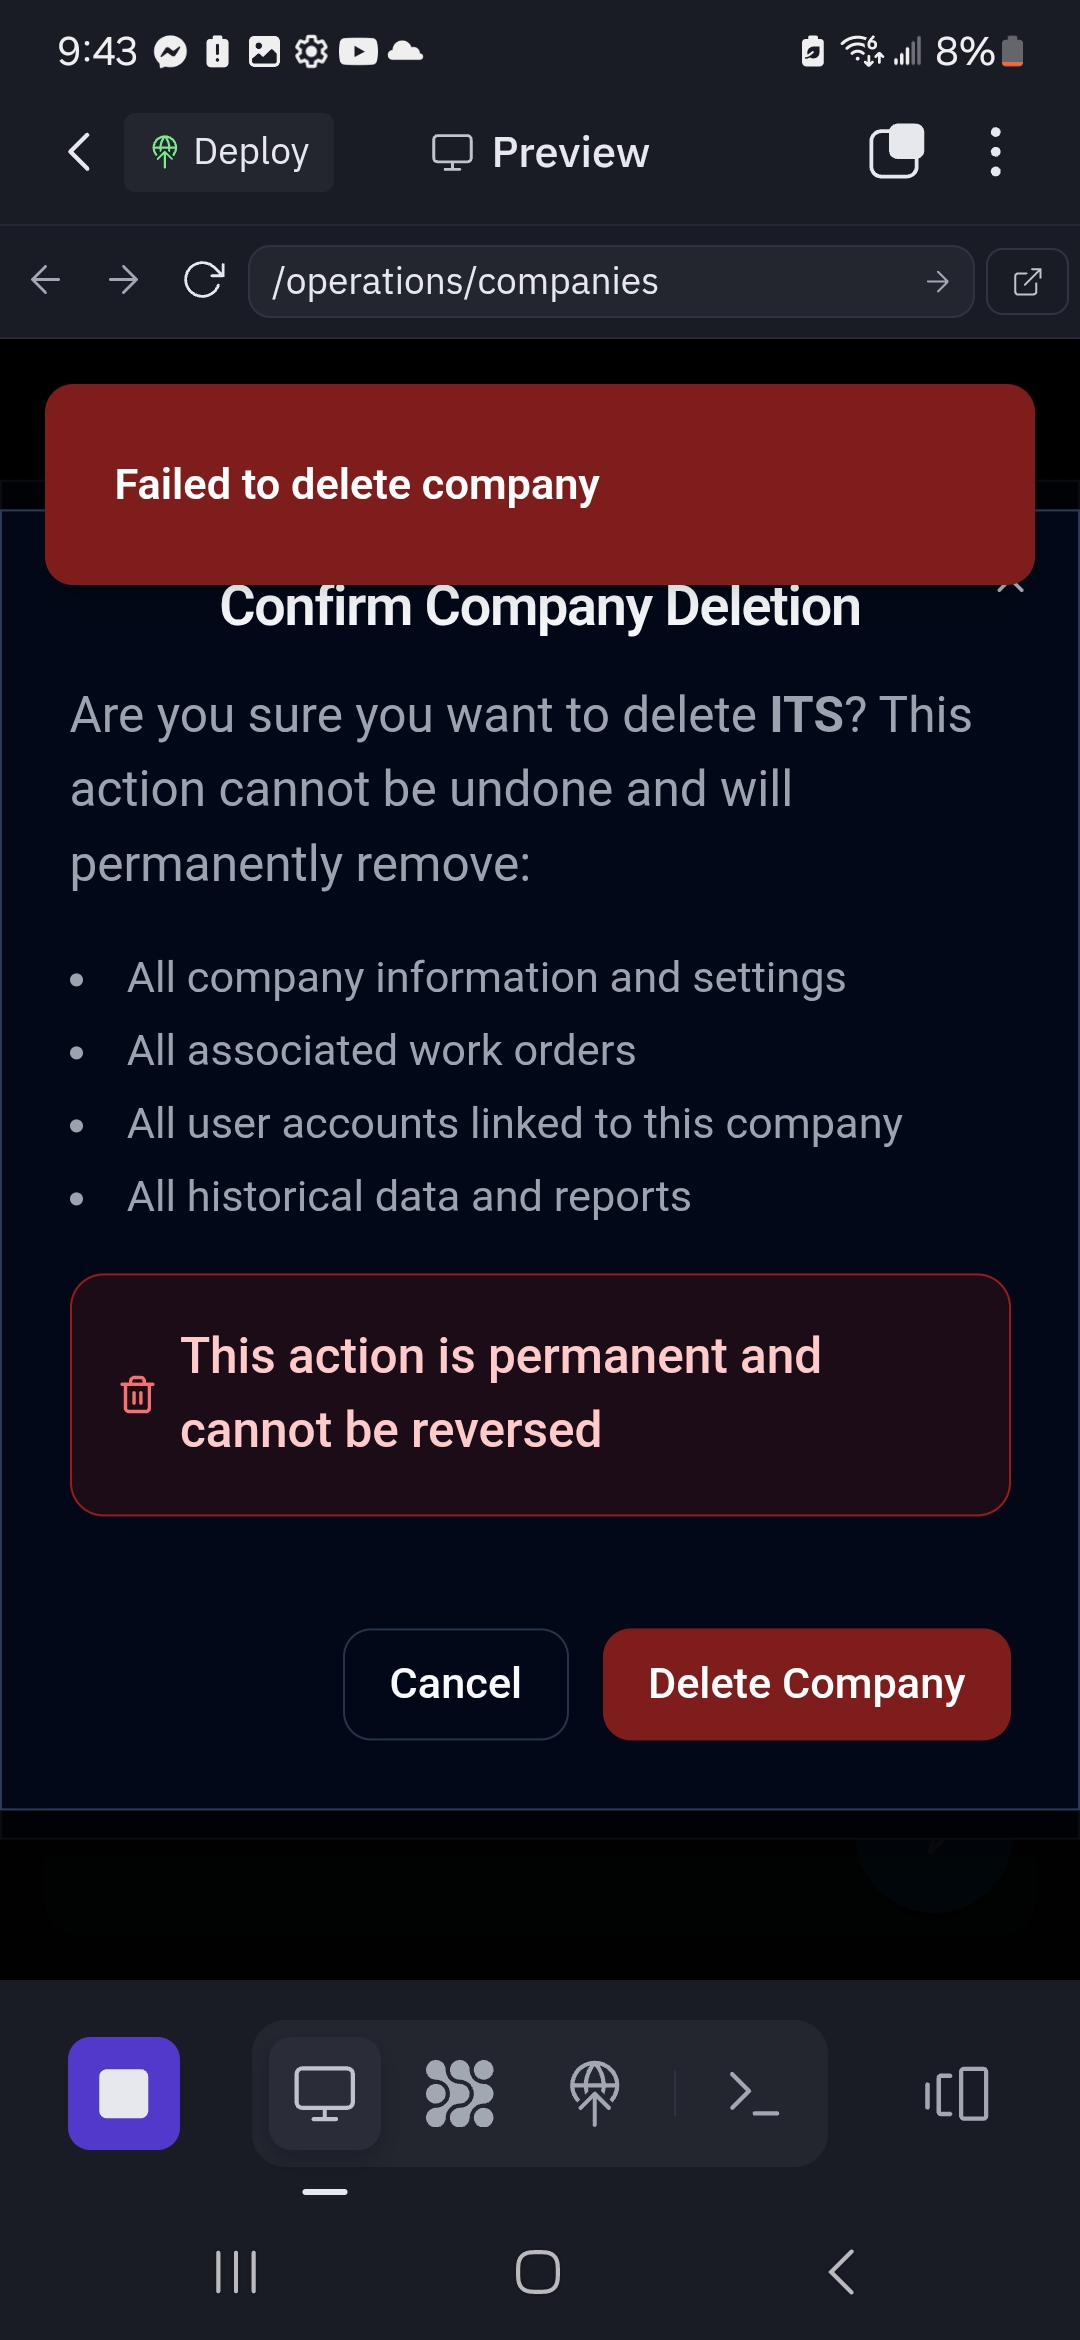 9:43
8%
Deploy
Preview
/operations/companies
Failed to delete company
Confirm Company Deletion
Are you sure you want to delete ITS? This
action cannot be undone and will
permanently remove:
All company information and settings
All associated work orders
All user accounts linked to this company
All historical data and reports
This action is permanent and
cannot be reversed
Cancel
Delete Company